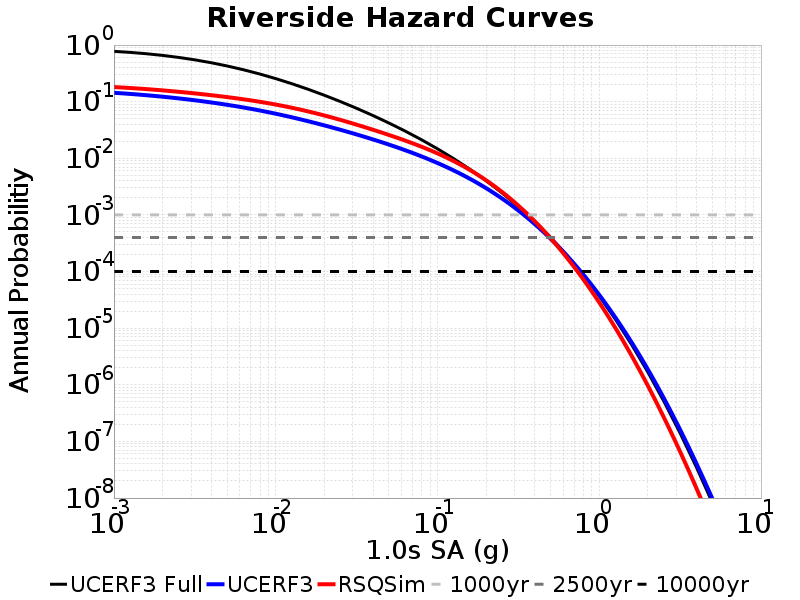 Riverside Hazard Curves
10^0
10^-1
10^-2
10^-3
10^-4
10^-5
10^-6
10^-7
10^-8
Annual Probabilitiy
10^-3 10^-2 10^-1 10^0 10^1
1.0s SA (g)
UCERF3 Full UCERF3 RSQSim 1000yr 2500yr 10000yr